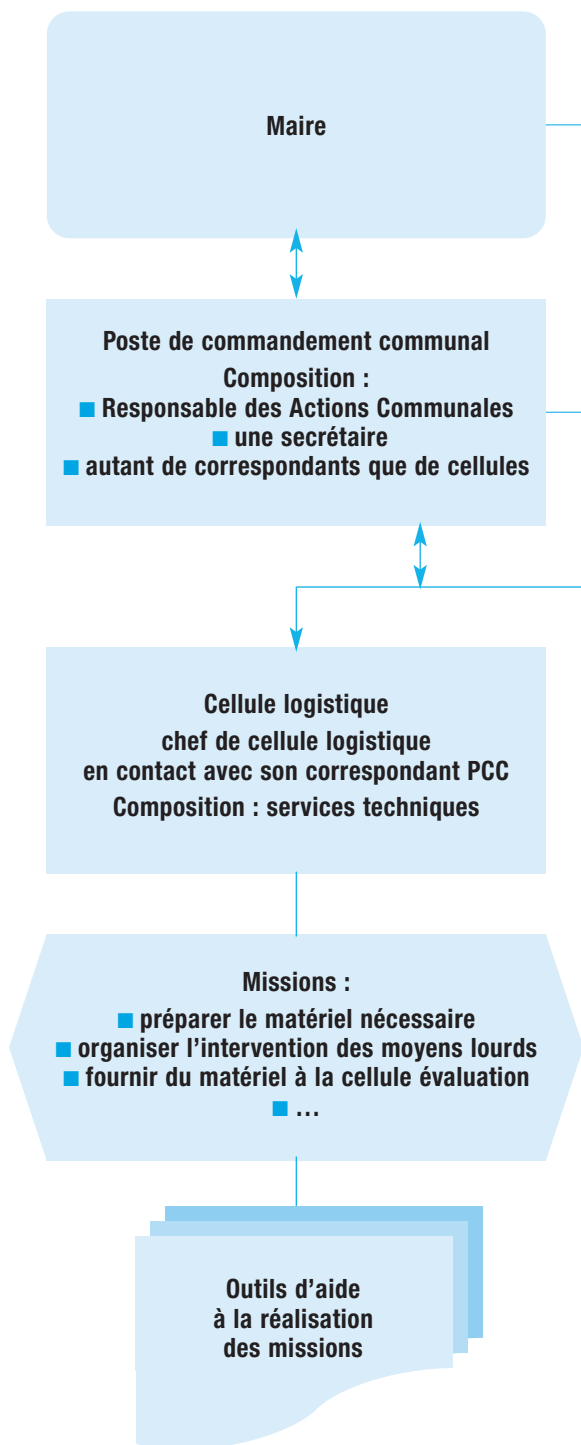 Maire
Poste de commandement communal
Composition :
■ Responsable des Actions Communales
■ une secrétaire
■ autant de correspondants que de cellules
Cellule logistique
chef de cellule logistique
en contact avec son correspondant PCC
Composition : services techniques
Missions :
■ préparer le matériel nécessaire
■ organiser l’intervention des moyens lourds
■ fournir du matériel à la cellule évaluation
■ …
Outils d’aide
à la réalisation
des missions